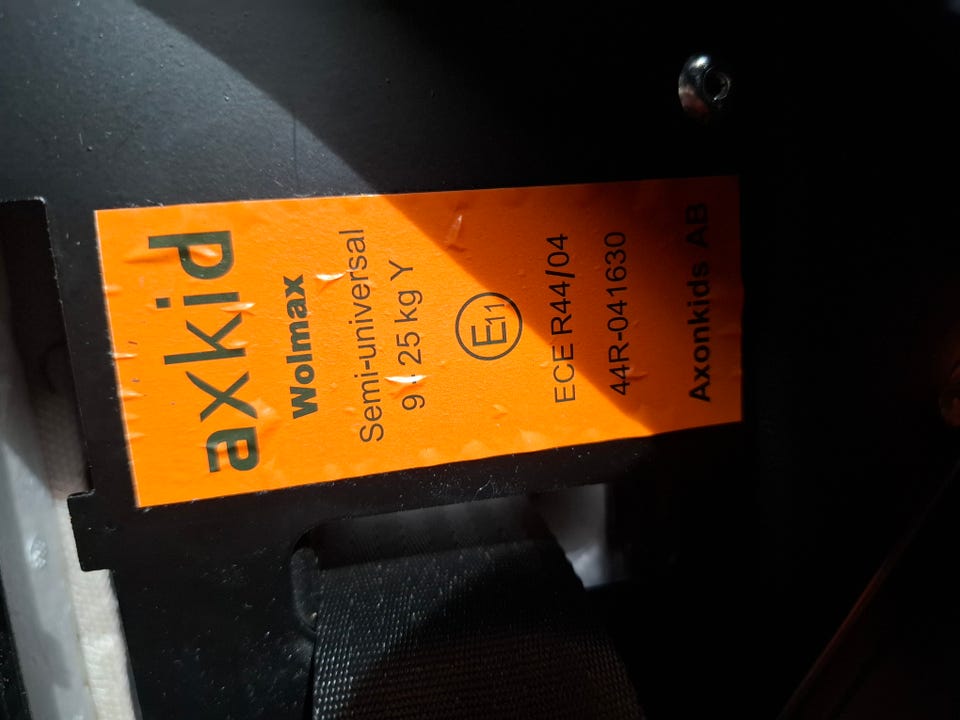 axkid
Wolmax
Semi-universal
9 - 25 kg Y
E11
ECE R44/04
44R-041630
Axonkids AB